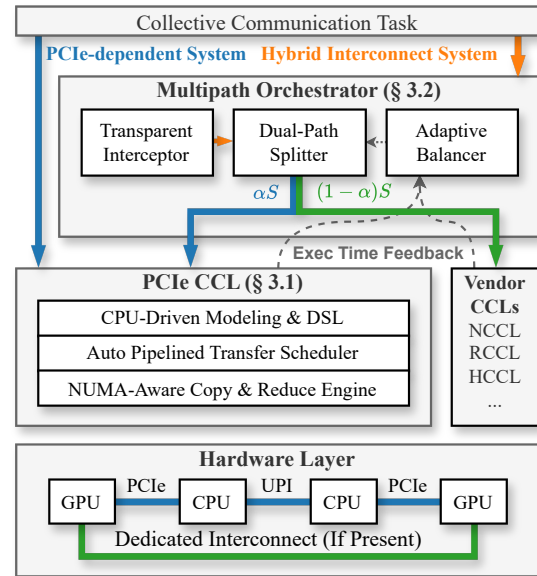 Collective Communication Task
PCIe-dependent System Hybrid Interconnect System
Multipath Orchestrator (§ 3.2)
Transparent
Interceptor
Dual-Path
Splitter
Adaptive
Balancer
αS
(1 − α)S
Exec Time Feedback
PCIe CCL (§ 3.1)
CPU-Driven Modeling & DSL
Auto Pipelined Transfer Scheduler
NUMA-Aware Copy & Reduce Engine
Vendor
CCLs
NCCL
RCCL
HCCL
...
Hardware Layer
GPU PCIe CPU UPI CPU PCIe GPU
Dedicated Interconnect (If Present)